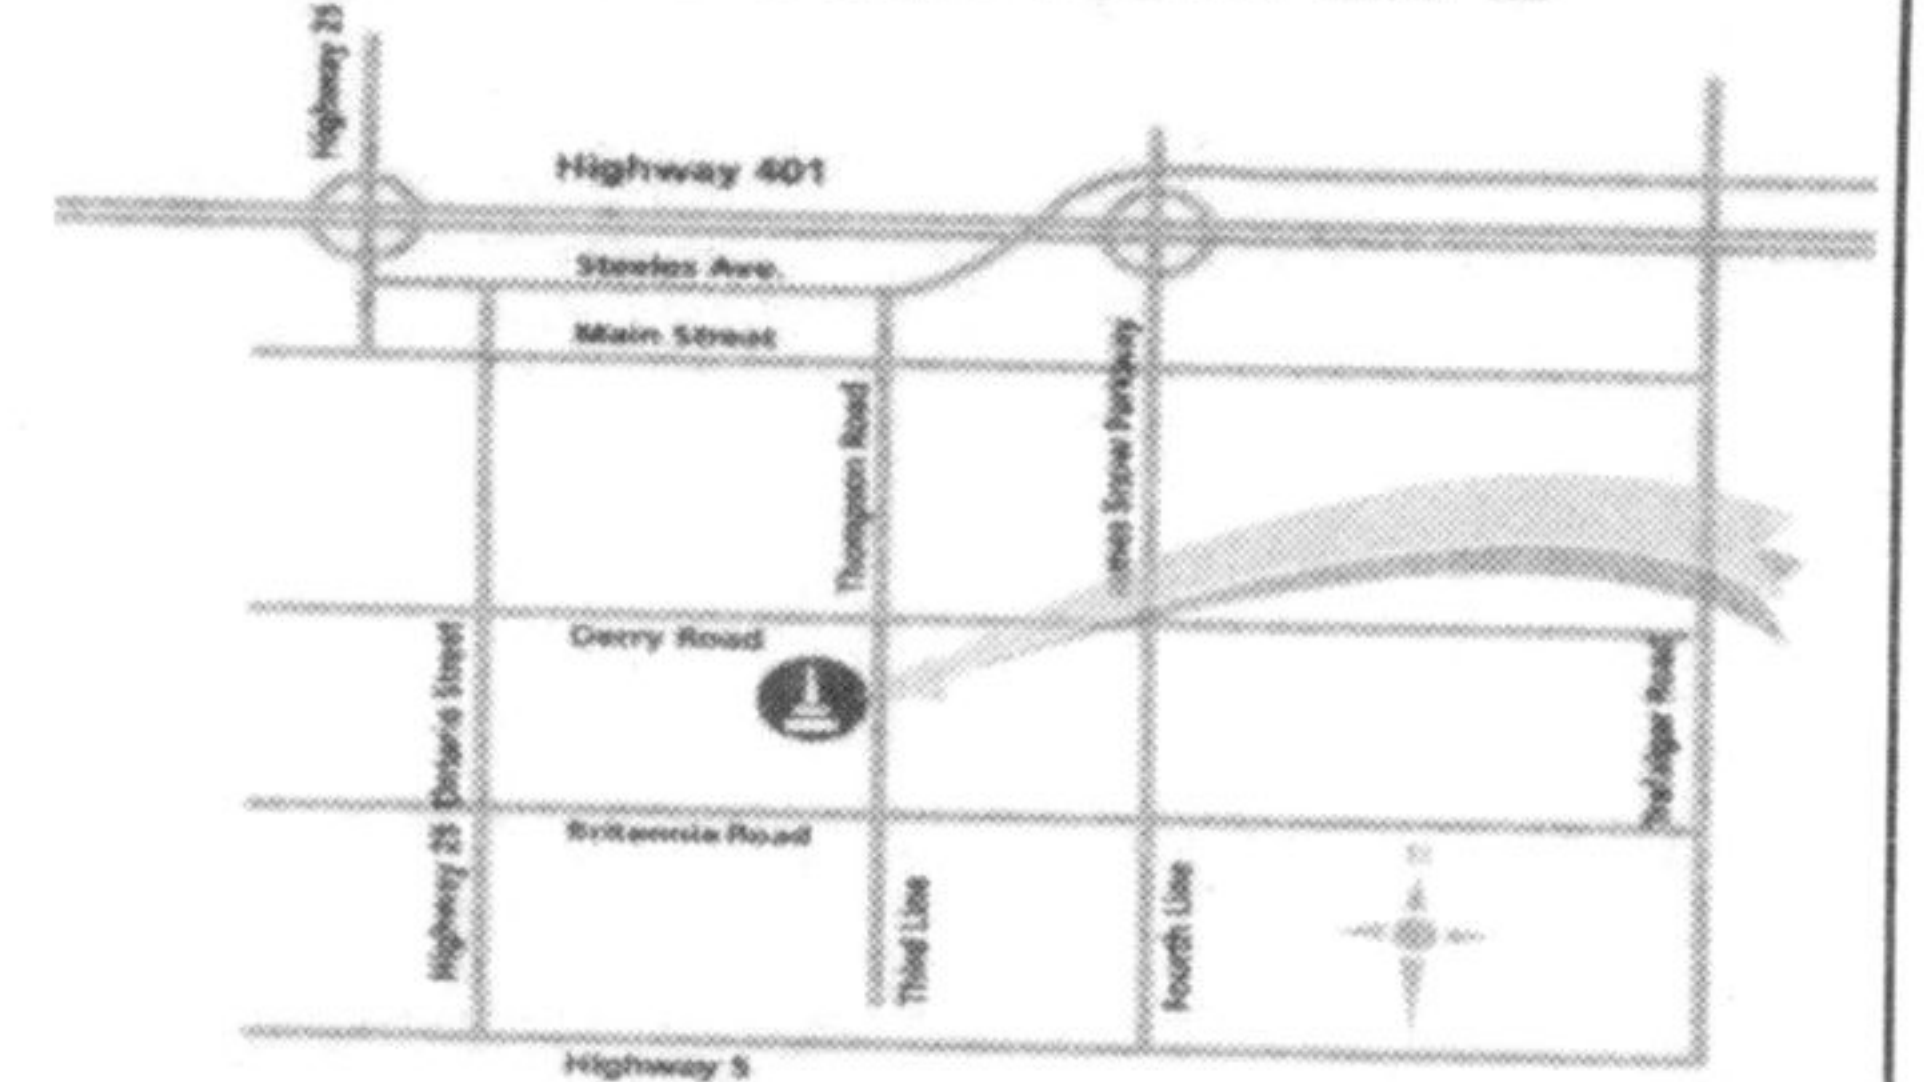 Highway 25
Highway 401
Steeles Ave.
Main Street
Thompson Road
Snow Parkway
Derry Road
Ontario Street
Trafalgar Road
Britannia Road
Highway 25
Third Line
Fourth Line
N
Highway 5